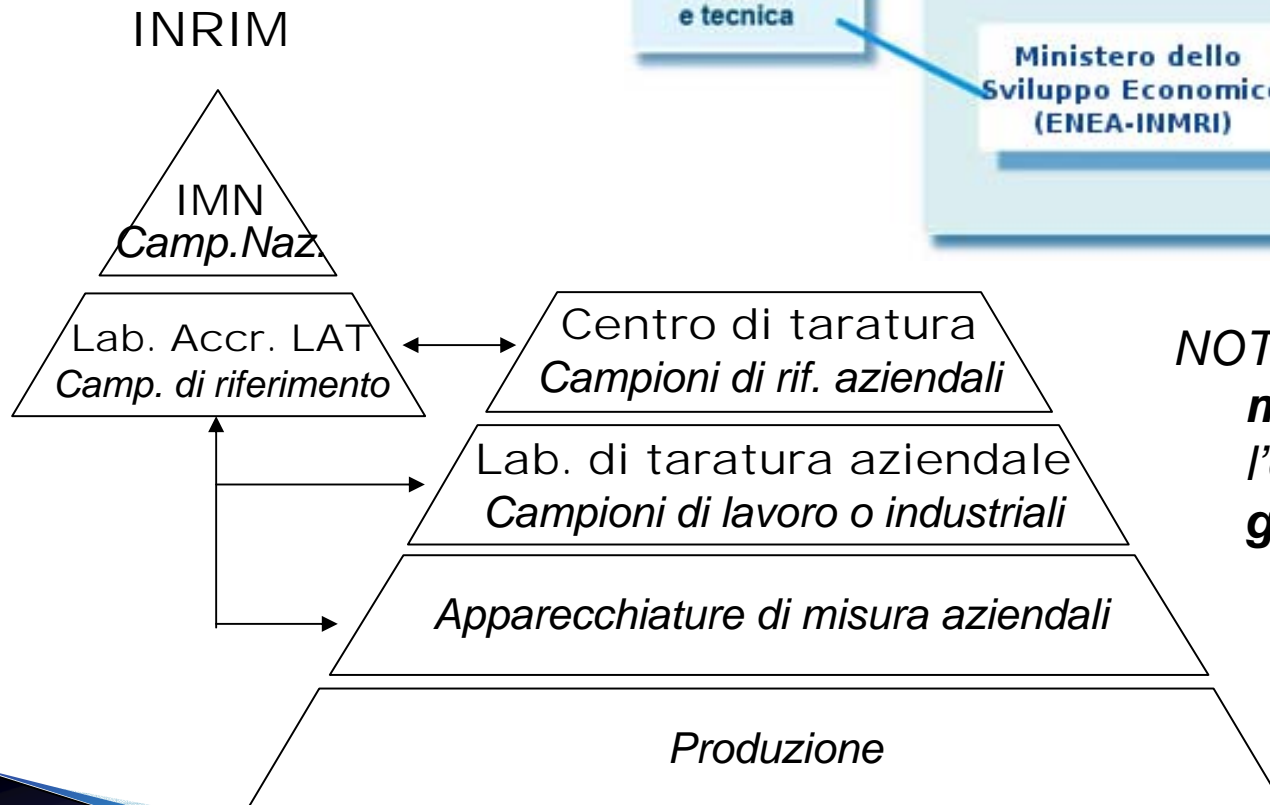 INRIM
e tecnica
Ministero dello
Sviluppo Economico
(ENEA-INMRI)
IMN
Camp.Naz.
Lab. Accr. LAT
Camp. di riferimento
Centro di taratura
Campioni di rif. aziendali
Lab. di taratura aziendale
Campioni di lavoro o industriali
Apparecchiature di misura aziendali
Produzione
NOT
l’
g